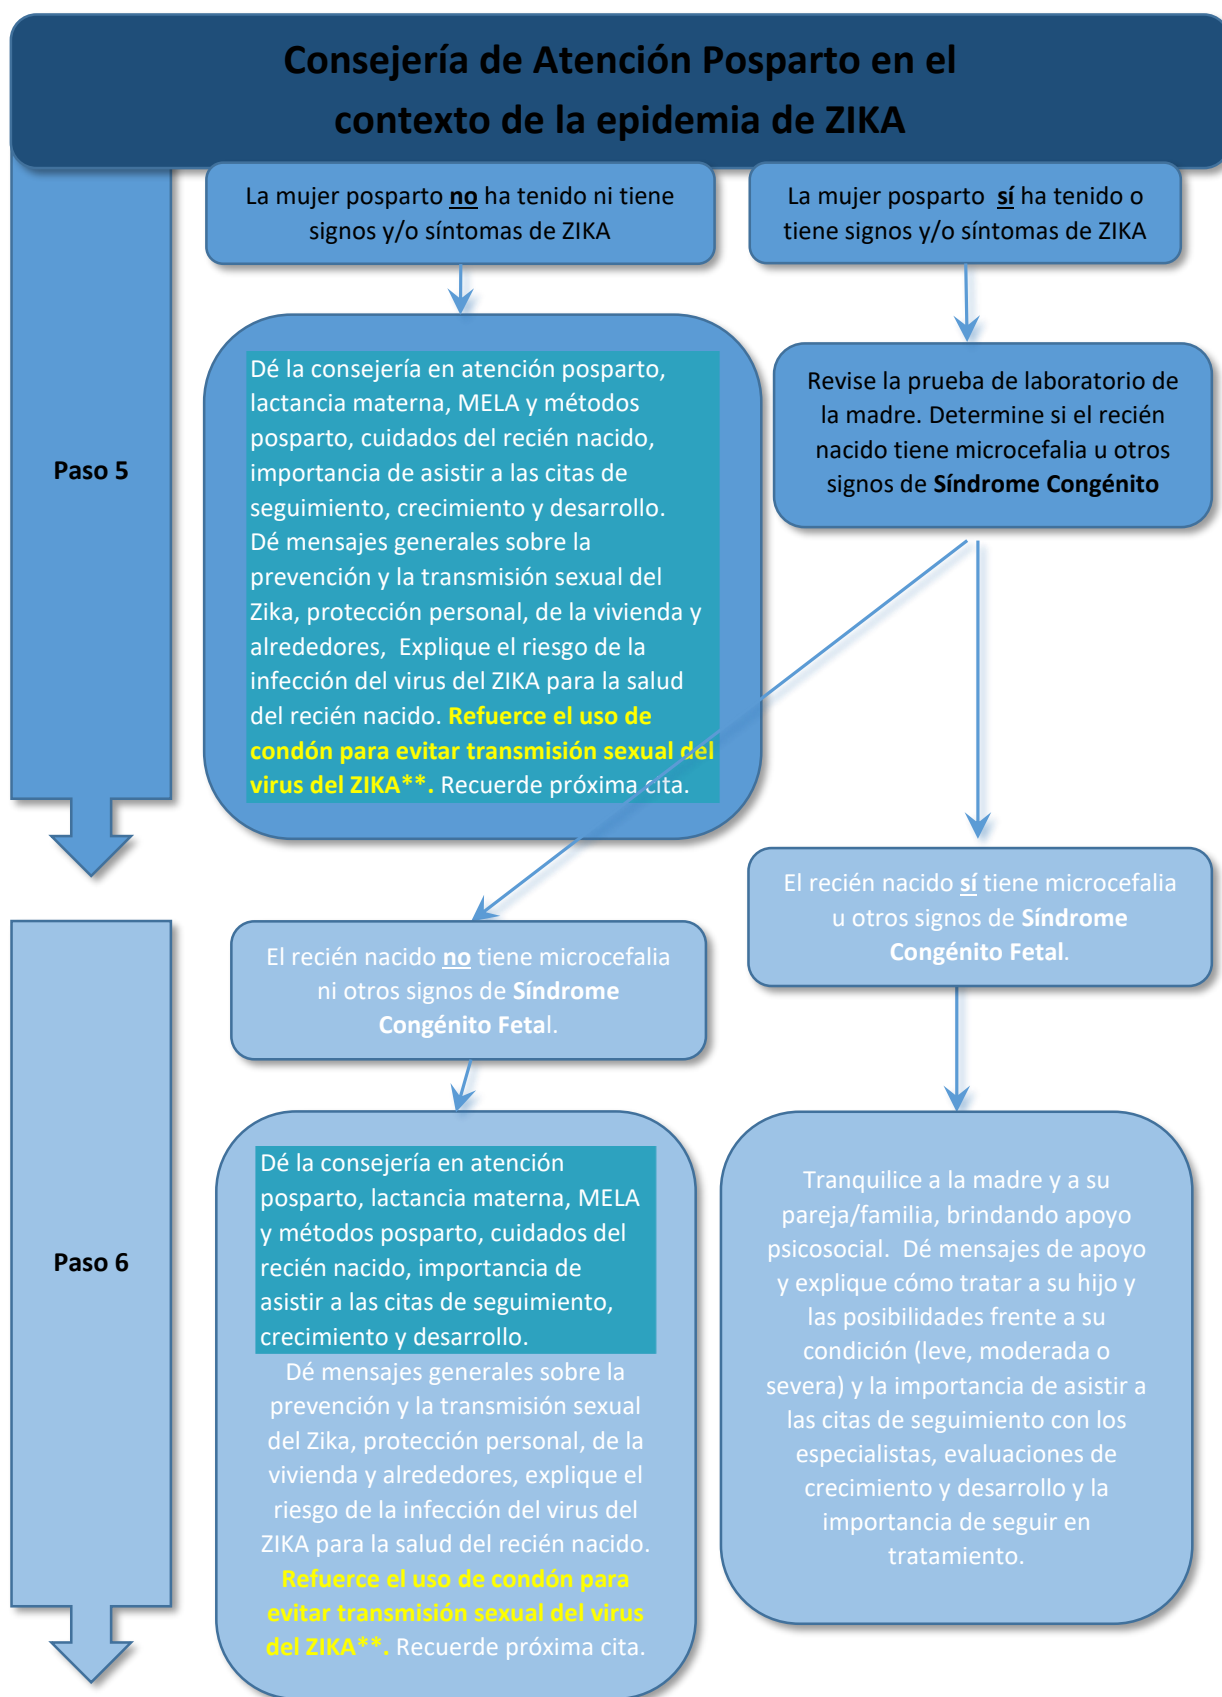 Consejería de Atención Posparto en el
contexto de la epidemia de ZIKA
La mujer posparto no ha tenido ni tiene
signos y/o síntomas de ZIKA
La mujer posparto sí ha tenido o
tiene signos y/o síntomas de ZIKA
Paso 5
Dé la consejería en atención posparto,
lactancia materna, MELA y métodos
posparto, cuidados del recién nacido,
importancia de asistir a las citas de
seguimiento, crecimiento y desarrollo.
Dé mensajes generales sobre la
prevención y la transmisión sexual del
Zika, protección personal, de la vivienda y
alrededores, Explique el riesgo de la
infección del virus del ZIKA para la salud
del recién nacido. Refuerce el uso de
condón para evitar transmisión sexual del
virus del ZIKA**. Recuerde próxima cita.
Revise la prueba de laboratorio de
la madre. Determine si el recién
nacido tiene microcefalia u otros
signos de Síndrome Congénito
El recién nacido sí tiene microcefalia
u otros signos de Síndrome
Congénito Fetal.
El recién nacido no tiene microcefalia
ni otros signos de Síndrome
Congénito Fetal.
Paso 6
Dé la consejería en atención
posparto, lactancia materna, MELA
y métodos posparto, cuidados del
recién nacido, importancia de
asistir a las citas de seguimiento,
crecimiento y desarrollo.
Dé mensajes generales sobre la
prevención y la transmisión sexual
del Zika, protección personal, de la
vivienda y alrededores, explique el
riesgo de la infección del virus del
ZIKA para la salud del recién nacido.
Refuerce el uso de condón para
evitar transmisión sexual del virus
del ZIKA**. Recuerde próxima cita.
Tranquilice a la madre y a su
pareja/familia, brindando apoyo
psicosocial. Dé mensajes de apoyo
y explique cómo tratar a su hijo y
las posibilidades frente a su
condición (leve, moderada o
severa) y la importancia de asistir a
las citas de seguimiento con los
especialistas, evaluaciones de
crecimiento y desarrollo y la
importancia de seguir en
tratamiento.